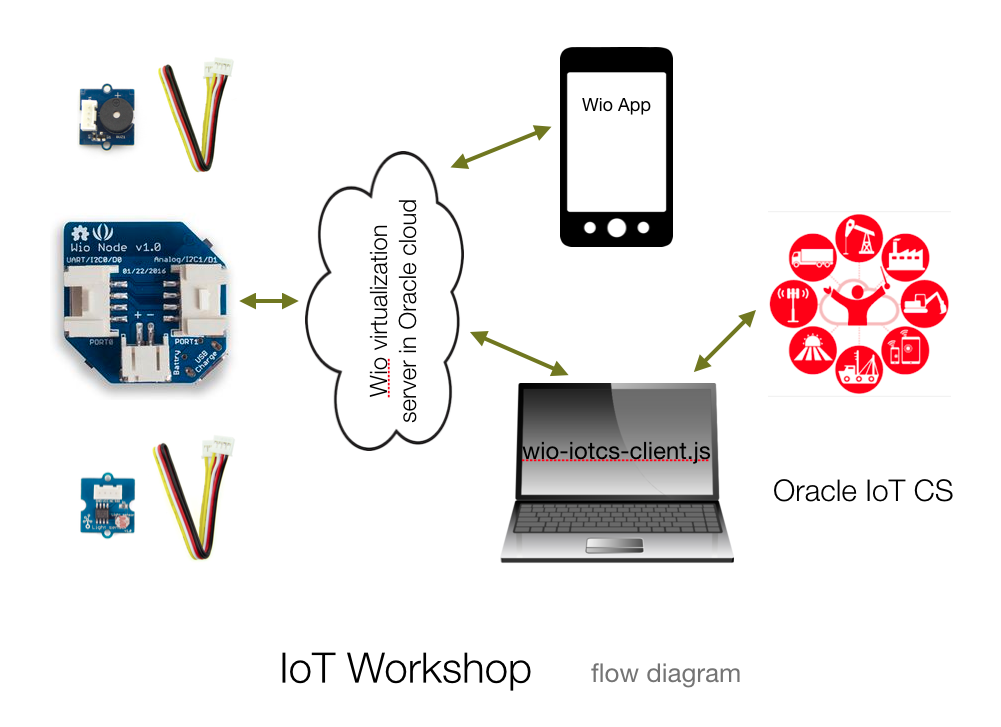 Wio App
Wio Node v1.0
UART/I2C0/D0
Analog/I2C1/D1
01/22/2016
+ -
PORT0
PORT1
Battry
USB
Charge
Wio virtualization
server in Oracle cloud
wio-iotcs-client.js
Oracle IoT CS
IoT Workshop
flow diagram